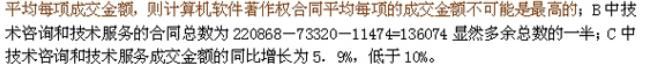 平均每项成交金额，则计算机软件著作权合同平均每项的成交金额不可能是最高的；B中技
术咨询和技术服务的合同总数为220868－73320－11474=136074显然多余总数的一半；C中
技术咨询和技术服务成交金额的同比增长为5．9%，低于10%。